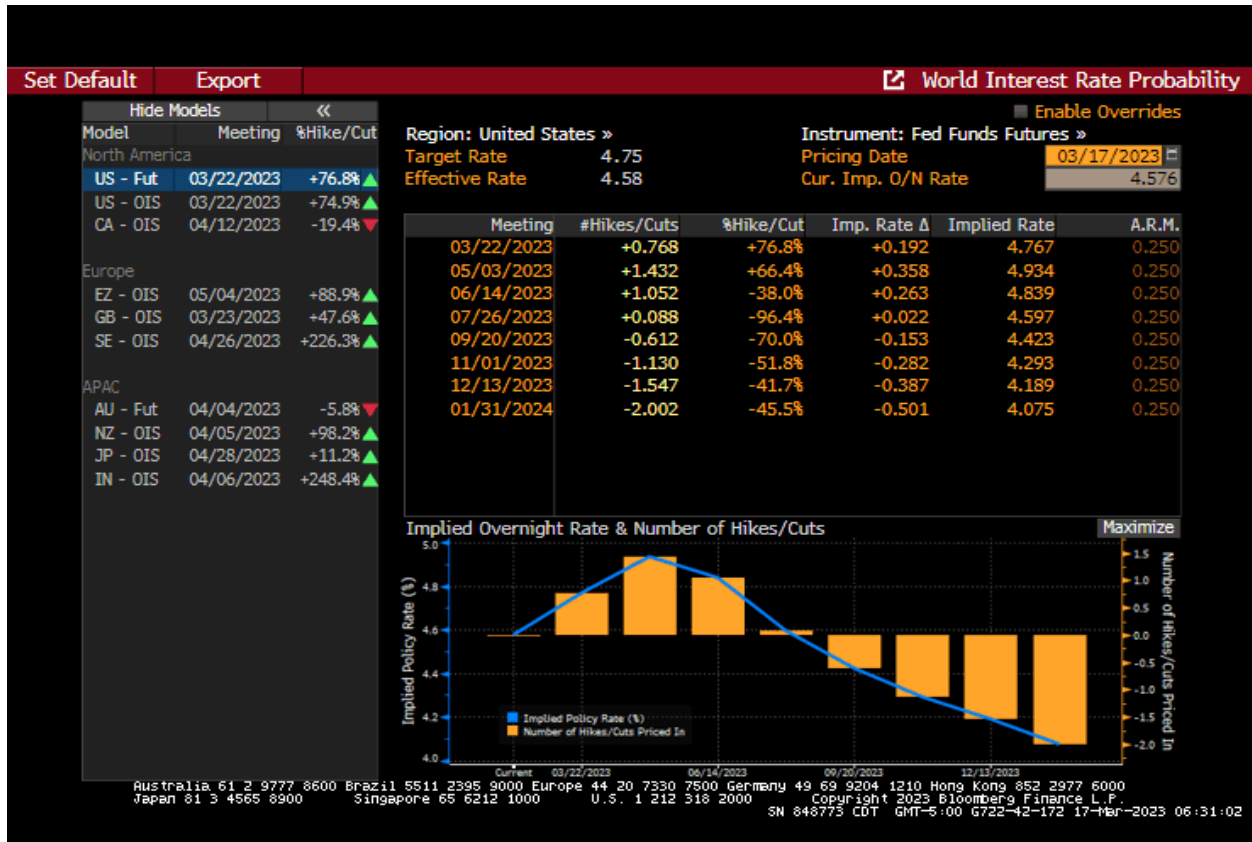 Set Default Export World Interest Rate Probability
Hide Models « Enable Overrides
Model Meeting %Hike/Cut
Region: United States » Instrument: Fed Funds Futures »
North America
Target Rate 4.75 Pricing Date 03/17/2023
US - Fut 03/22/2023 +76.8%
Effective Rate 4.58 Cur. Imp. O/N Rate 4.576
US - OIS 03/22/2023 +74.9%
CA - OIS 04/12/2023 -19.4%
Europe
EZ - OIS 05/04/2023 +88.9%
GB - OIS 03/23/2023 +47.6%
SE - OIS 04/26/2023 +226.3%
APAC
AU - Fut 04/04/2023 -5.8%
NZ - OIS 04/05/2023 +98.2%
JP - OIS 04/28/2023 +11.2%
IN - OIS 04/06/2023 +248.4%
Meeting #Hikes/Cuts %Hike/Cut Imp. Rate Δ Implied Rate A.R.M.
03/22/2023 +0.768 +76.8% +0.192 4.767 0.250
05/03/2023 +1.432 +66.4% +0.358 4.934 0.250
06/14/2023 +1.052 -38.0% +0.263 4.839 0.250
07/26/2023 +0.088 -96.4% +0.022 4.597 0.250
09/20/2023 -0.612 -70.0% -0.153 4.423 0.250
11/01/2023 -1.130 -51.8% -0.282 4.293 0.250
12/13/2023 -1.547 -41.7% -0.387 4.189 0.250
01/31/2024 -2.002 -45.5% -0.501 4.075 0.250
Implied Overnight Rate & Number of Hikes/Cuts Maximize
Implied Policy Rate (%)
5.0
4.8
4.6
4.4
4.2
4.0
1.5
1.0
0.5
0.0
-0.5
-1.0
-1.5
-2.0
Number of Hikes/Cuts Priced In
Implied Policy Rate (%)
Number of Hikes/Cuts Priced In
Current 03/22/2023 06/14/2023 09/20/2023 12/13/2023
Australia 61 2 9777 8600 Brazil 5511 2395 9000 Europe 44 20 7330 7500 Germany 49 69 9204 1210 Hong Kong 852 2977 6000
Japan 81 3 4565 8900 Singapore 65 6212 1000 U.S. 1 212 318 2000 Copyright 2023 Bloomberg Finance L.P.
SN 848773 CDT GMT-5:00 G722-42-172 17-Mar-2023 06:31:02